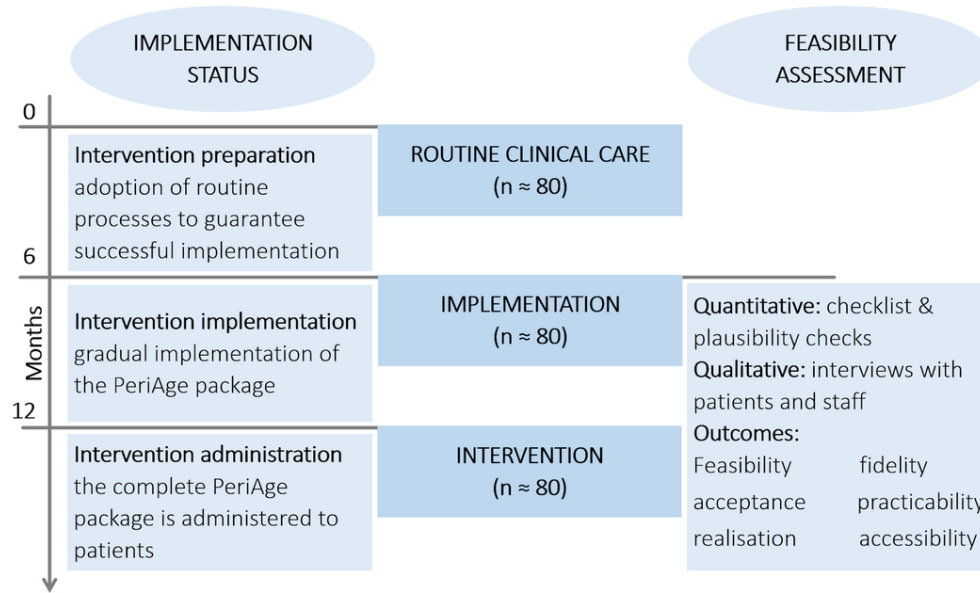 IMPLEMENTATION
STATUS
FEASIBILITY
ASSESSMENT
0
Intervention preparation
adoption of routine
processes to guarantee
successful implementation
ROUTINE CLINICAL CARE
(n ≈ 80)
6
Months
Intervention implementation
gradual implementation of
the PeriAge package
IMPLEMENTATION
(n ≈ 80)
12
Intervention administration
the complete PeriAge
package is administered to
patients
INTERVENTION
(n ≈ 80)
Quantitative: checklist &
plausibility checks
Qualitative: interviews with
patients and staff
Outcomes:
Feasibility fidelity
acceptance practicability
realisation accessibility